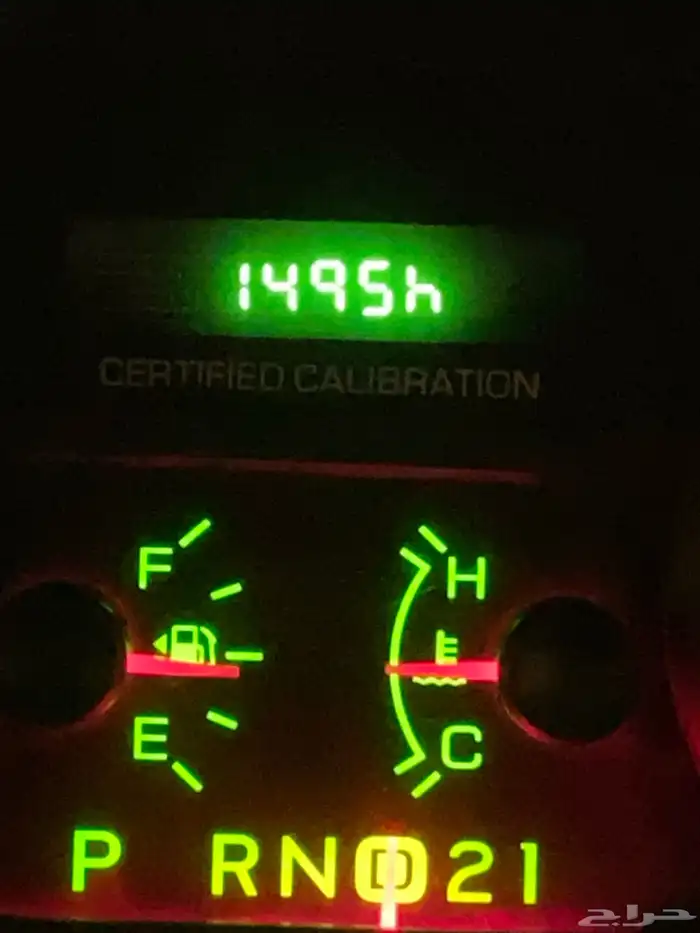 1495h
CERTIFIED CALIBRATION
F H
E C
P RND21
حراج